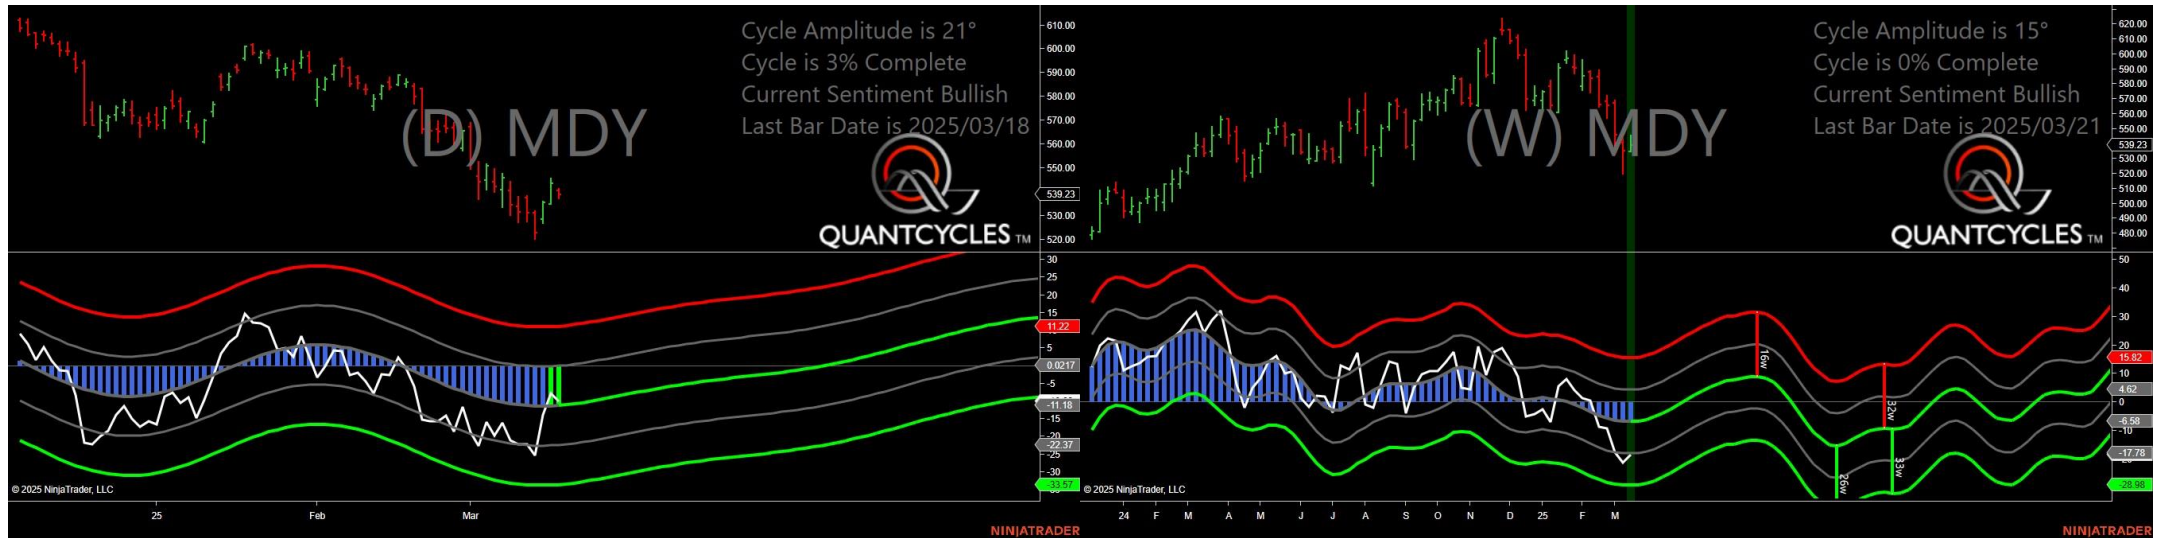 Cycle Amplitude is 21°
Cycle is 3% Complete
Current Sentiment Bullish
Last Bar Date is 2025/03/18
(D) MDY
QUANTCYCLES TM
610.00
600.00
590.00
580.00
570.00
560.00
550.00
539.23
530.00
520.00
30
25
20
15
11.22
5
0.0217
-5
-11.18
-15
-22.37
-25
-30
-33.57
© 2025 NinjaTrader, LLC
25 Feb Mar
NINJATRADER
Cycle Amplitude is 15°
Cycle is 0% Complete
Current Sentiment Bullish
Last Bar Date is 2025/03/21
(W) MDY
QUANTCYCLES TM
620.00
610.00
600.00
590.00
580.00
570.00
560.00
550.00
539.23
530.00
520.00
510.00
500.00
490.00
480.00
50
40
30
20
15.82
10
4.62
0
-6.58
-10
-17.78
-28.98
16w
32w
26w
33w
© 2025 NinjaTrader, LLC
24 F M A M J J A S O N D 25 F M
NINJATRADER